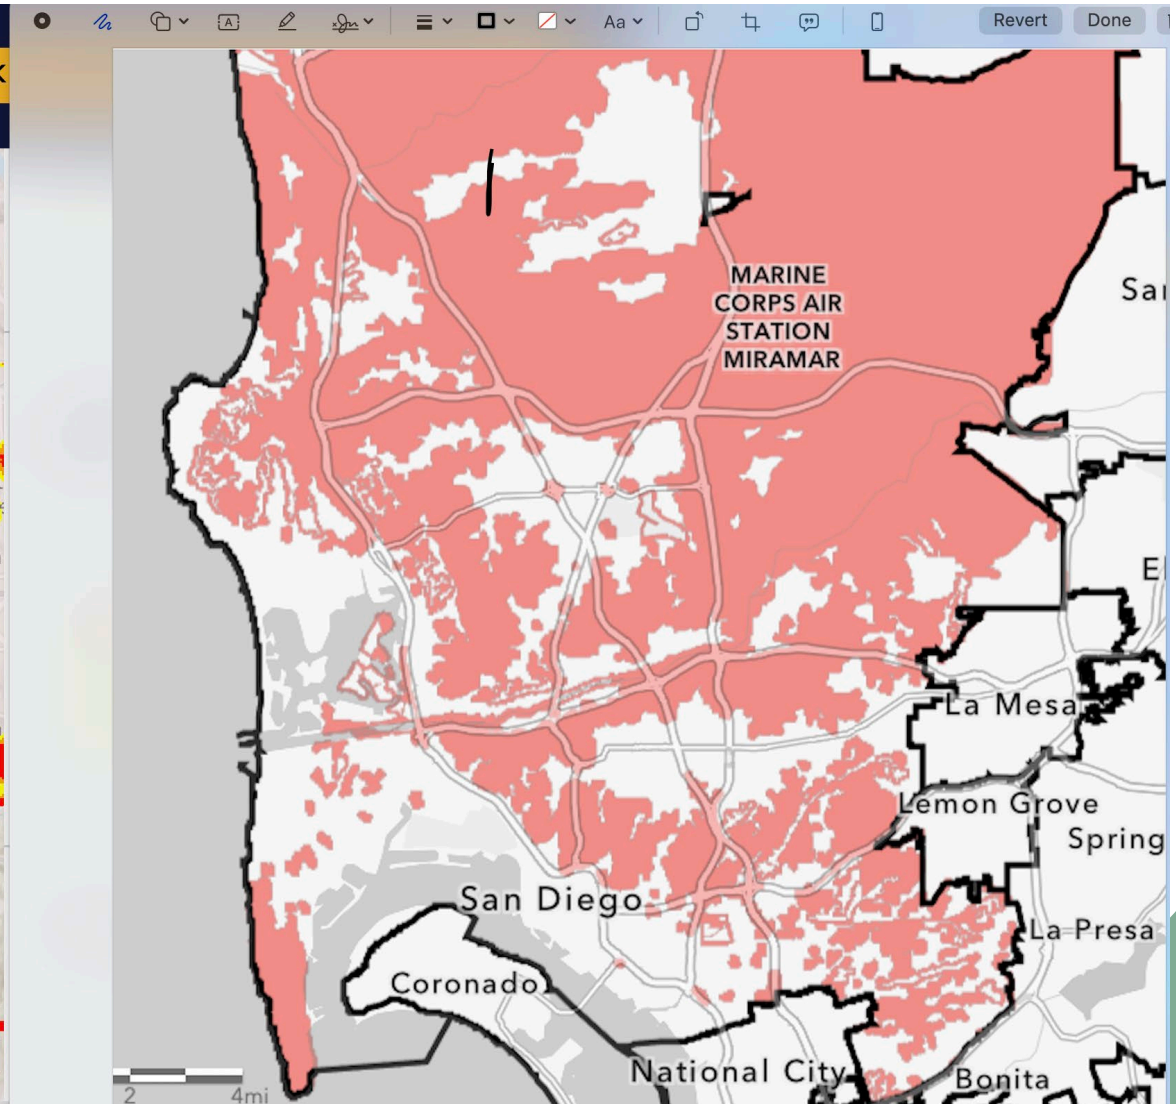 A
Aa
Revert
Done
MARINE
CORPS AIR
STATION
MIRAMAR
La Mesa
Lemon Grove
Spring
San Diego
La Presa
Coronado
National City
Bonita
2 4mi